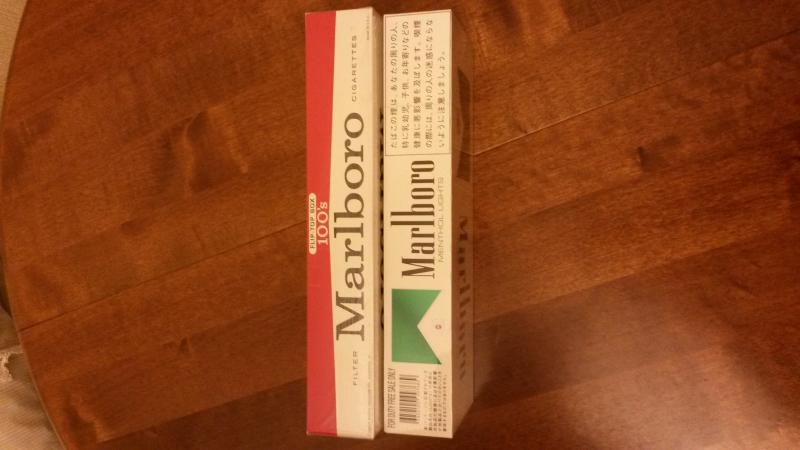 FLIP-TOP BOX
100's
Marlboro
FILTER CIGARETTES
たばこの煙は、あなたの周りの人、
特に乳幼児、子供、お年寄りなどの
健康に悪影響を及ぼします。喫煙
の際には、周りの人の迷惑にならな
いように注意しましょう。
Marlboro
MENTHOL LIGHTS
FOR DUTY FREE SALE ONLY